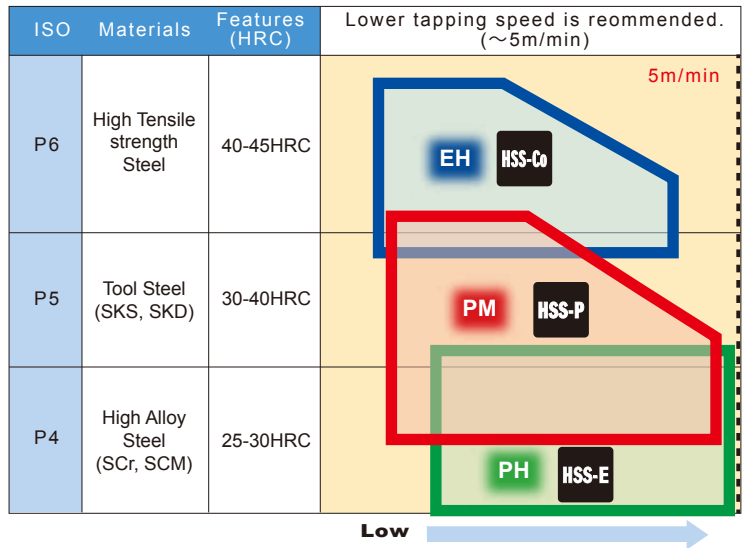 ISO
Materials
Features
(HRC)
Lower tapping speed is reommended.
(～5m/min)
5m/min
P6
High Tensile
strength
Steel
40-45HRC
EH
HSS-Co
P5
Tool Steel
(SKS, SKD)
30-40HRC
PM
HSS-P
P4
High Alloy
Steel
(SCr, SCM)
25-30HRC
PH
HSS-E
Low